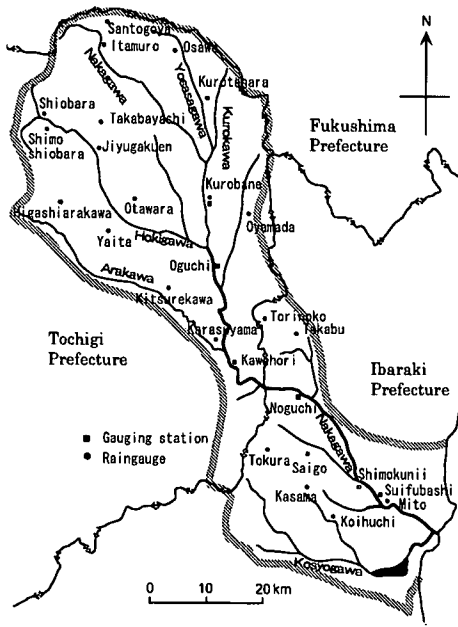 N
Santogoya
Itamuro
Osawa
Nakagawa
Yosasagawa
Kurotahara
Kurokawa
Shiobara
Takabayashi
Fukushima
Prefecture
Shimo
Shiobara
Jiyugakuen
Kurobane
Higashiarakawa
Otawara
Oyamada
Yaita
Hokigawa
Oguchi
Arakawa
Kitsurekawa
Torinoko
Takabu
Karasuyama
Tochigi
Prefecture
Kawahori
Ibaraki
Prefecture
Noguchi
Nakagawa
Gauging station
Raingauge
Tokura
Saigo
Shimokunii
Kasama
Suifubashi
Mito
Koihuchi
Kosyogawa
0 10 20 km